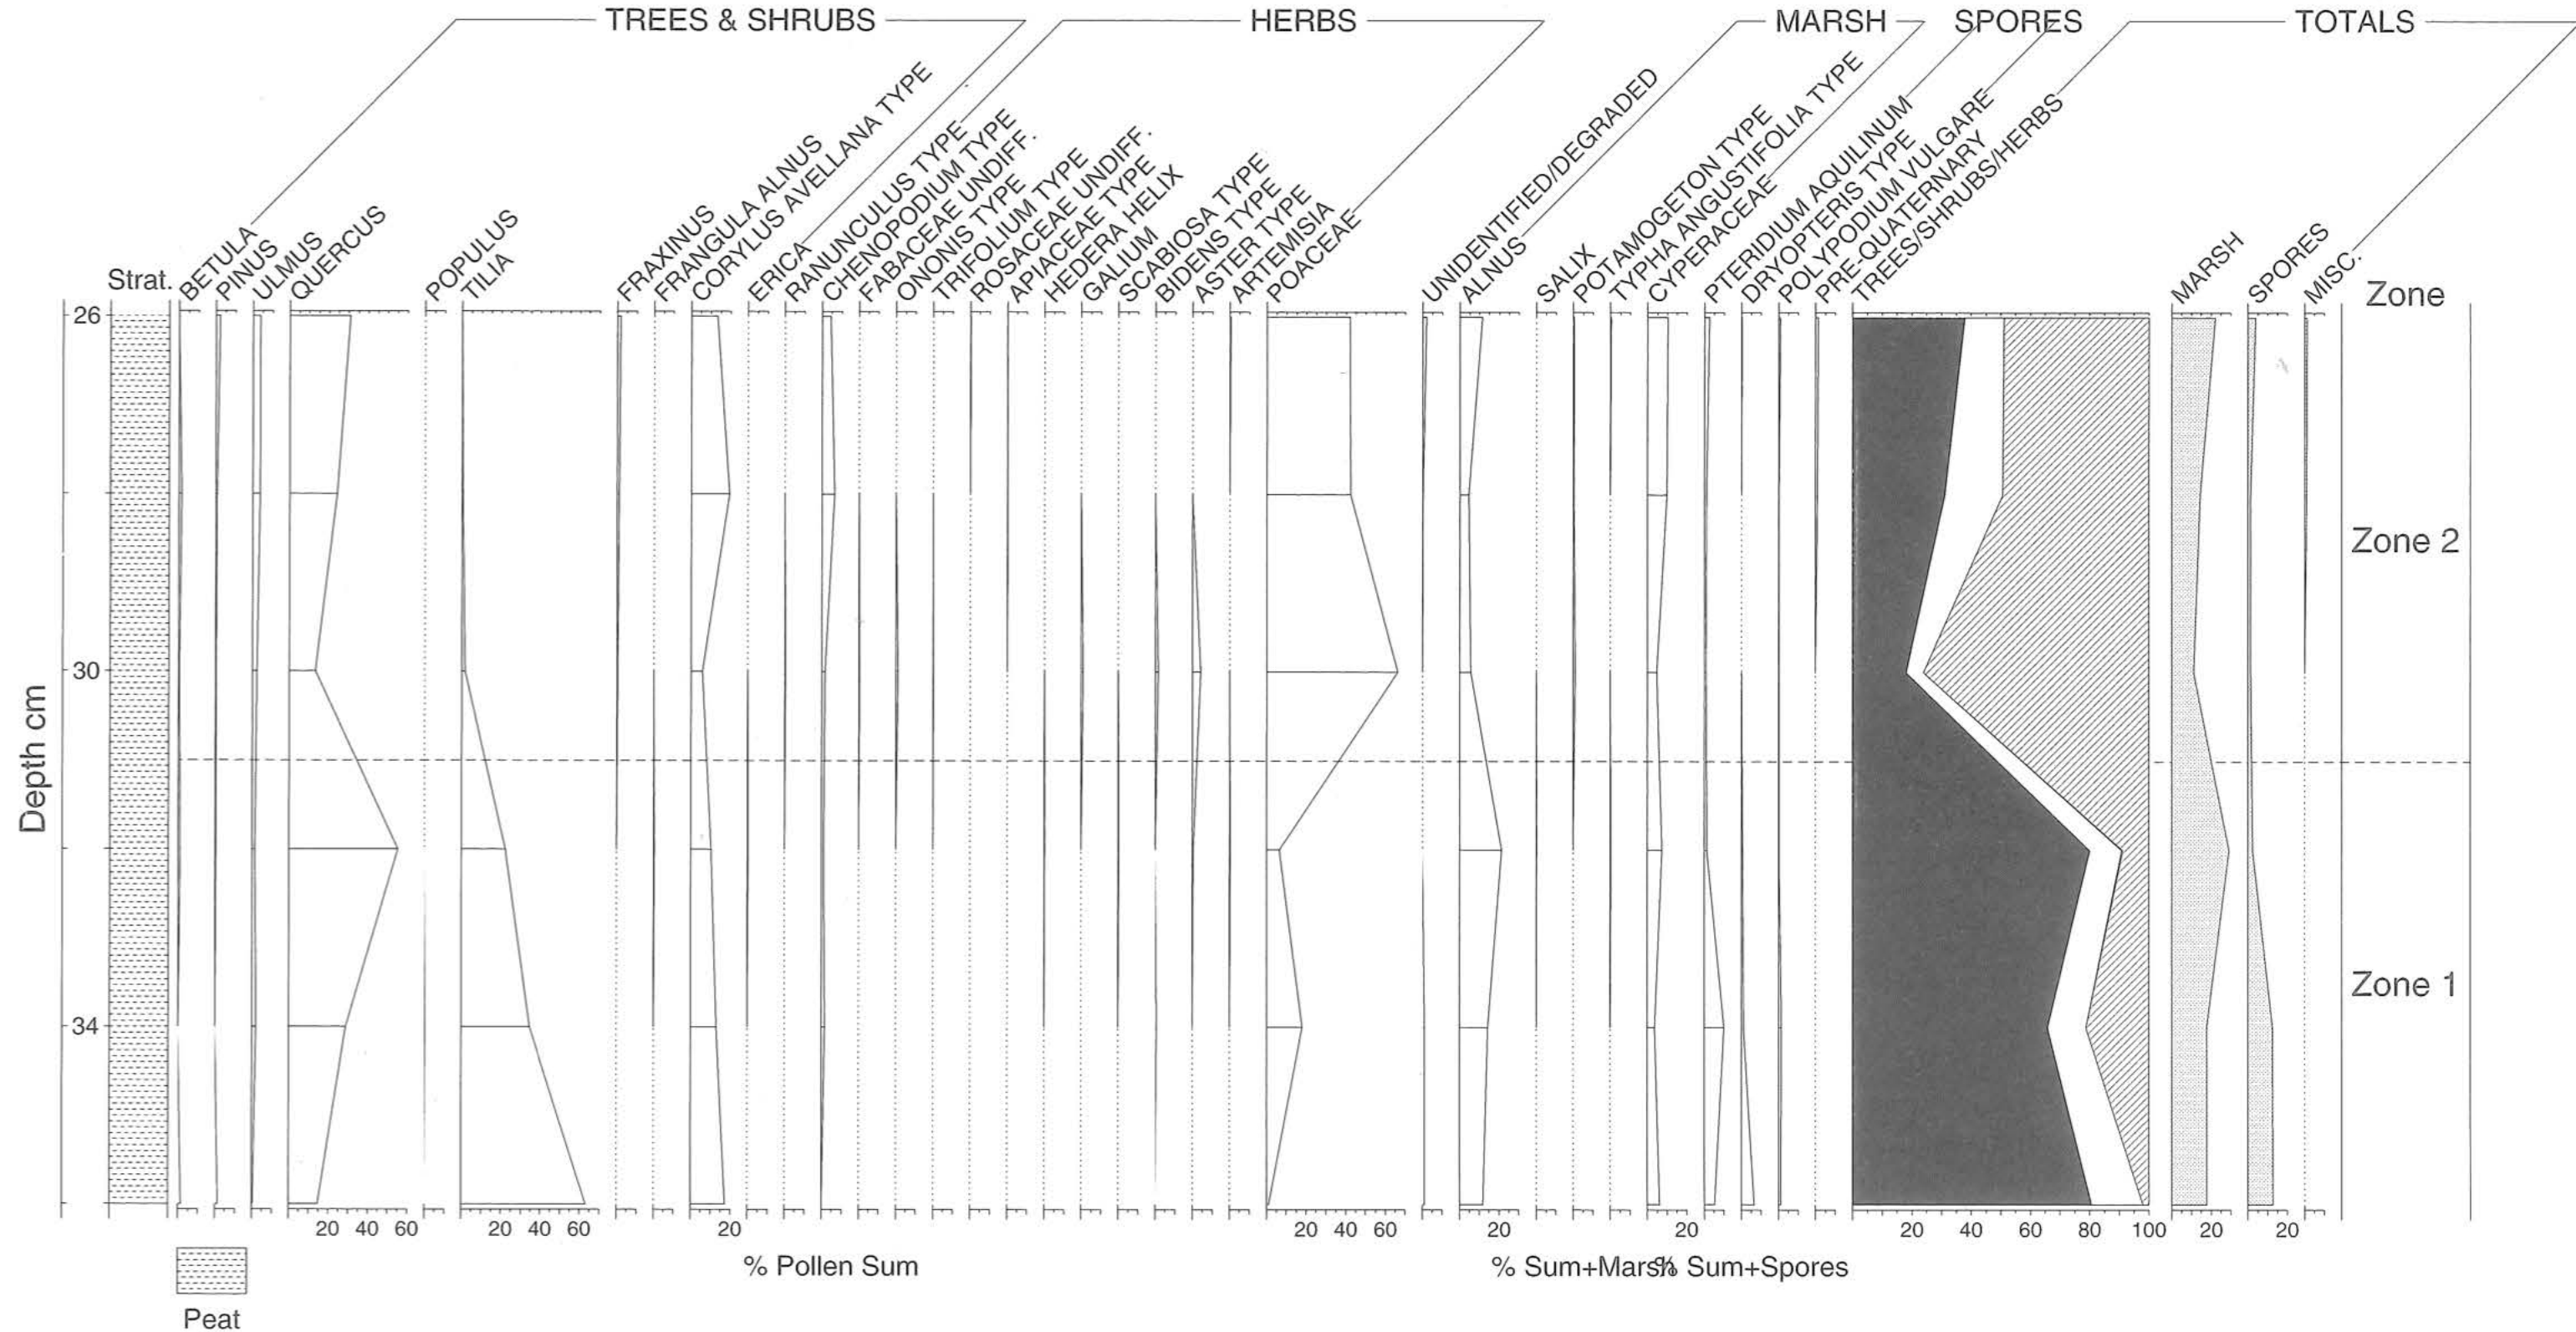 TREES & SHRUBS
HERBS
MARSH
SPORES
TOTALS
Strat.
BETULA
PINUS
ULMUS
QUERCUS
POPULUS
TILIA
FRAXINUS
FRANGULA ALNUS
CORYLUS AVELLANA TYPE
ERICA
RANUNCULUS TYPE
CHENOPODIUM TYPE
FABACEAE UNDIFF.
ONONIS TYPE
TRIFOLIUM TYPE
ROSACEAE UNDIFF.
APIACEAE TYPE
HEDERA HELIX
GALIUM
SCABIOSA TYPE
BIDENS TYPE
ASTER TYPE
ARTEMISIA
POACEAE
UNIDENTIFIED/DEGRADED
ALNUS
SALIX
POTAMOGETON TYPE
TYPHA ANGUSTIFOLIA TYPE
CYPERACEAE
PTERIDIUM AQUILINUM
DRYOPTERIS TYPE
POLYPODIUM VULGARE
PRE-QUATERNARY
TREES/SHRUBS/HERBS
MARSH
SPORES
MISC.
Zone
26
30
34
Depth cm
Zone 2
Zone 1
20 40 60
20 40 60
20
20 40 60
20
20
20 40 60 80 100
20
20
% Pollen Sum
% Sum+Marsh
% Sum+Spores
Peat